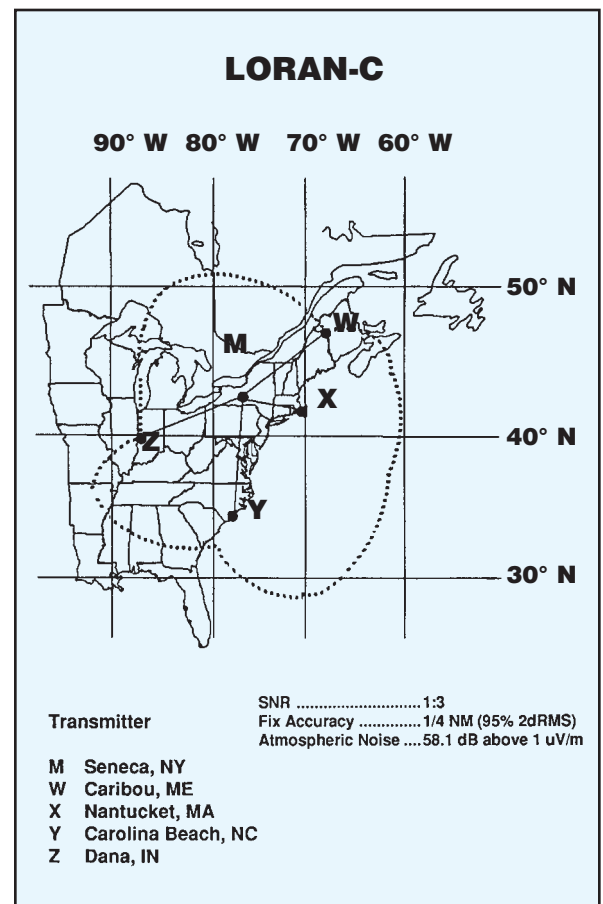 LORAN-C
90° W 80° W 70° W 60° W
50° N
W
M
X
40° N
Z
Y
30° N
SNR ...........................1:3
Transmitter Fix Accuracy .............1/4 NM (95% 2dRMS)
Atmospheric Noise ....58.1 dB above 1 uV/m
M Seneca, NY
W Caribou, ME
X Nantucket, MA
Y Carolina Beach, NC
Z Dana, IN